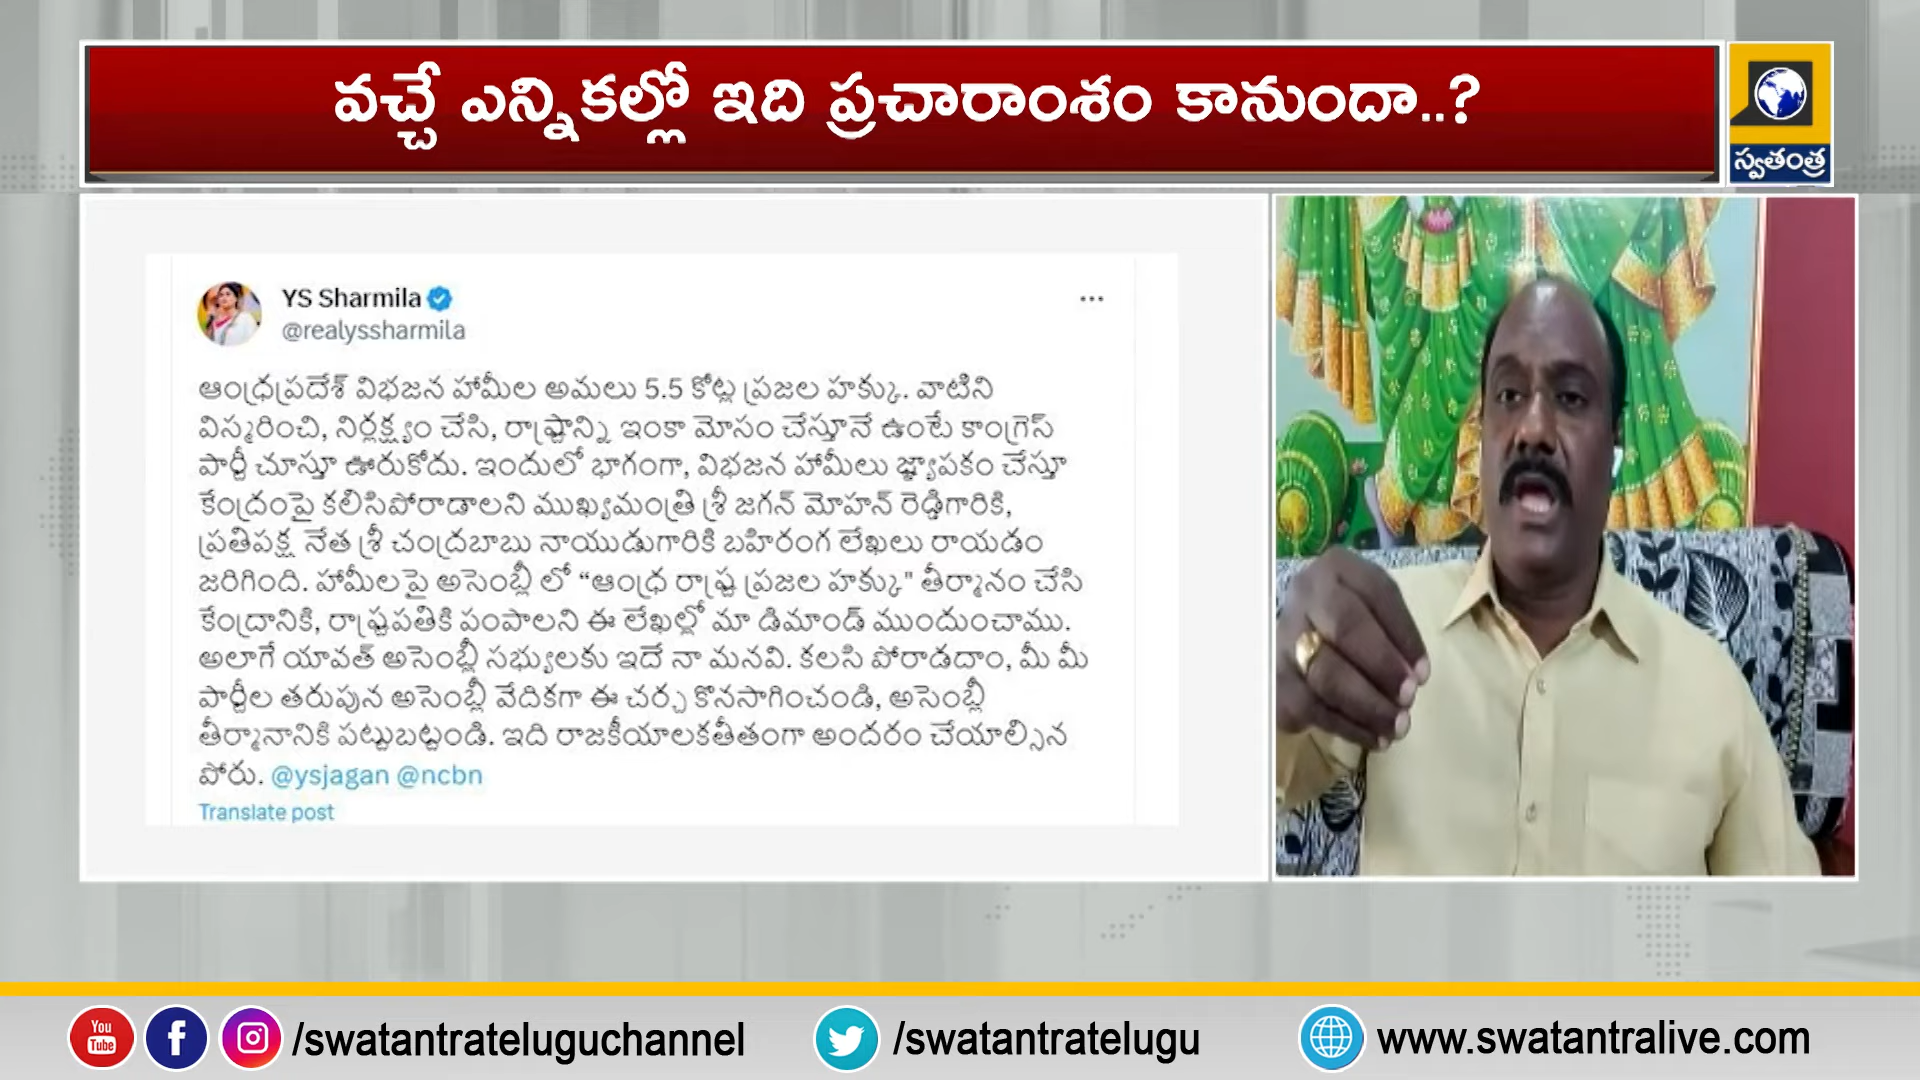 వచ్చే ఎన్నికల్లో ఇది ప్రచారాంశం కానుందా..?
స్వతంత్ర
YS Sharmila
@realyssharmila
ఆంధ్రప్రదేశ్ విభజన హామీల అమలు 5.5 కోట్ల ప్రజల హక్కు. వాటిని
విస్మరించి, నిర్లక్ష్యం చేసి, రాష్ట్రాన్ని ఇంకా మోసం చేస్తూనే ఉంటే కాంగ్రెస్
పార్టీ చూస్తూ ఊరుకోదు. ఇందులో భాగంగా, విభజన హామీలు జ్ఞాపకం చేస్తూ
కేంద్రంపై కలిసిపోరాడాలని ముఖ్యమంత్రి శ్రీ జగన్ మోహన్ రెడ్డిగారికి,
ప్రతిపక్ష నేత శ్రీ చంద్రబాబు నాయుడుగారికి బహిరంగ లేఖలు రాయడం
జరిగింది. హామీలపై అసెంబ్లీ లో “ఆంధ్ర రాష్ట్ర ప్రజల హక్కు" తీర్మానం చేసి
కేంద్రానికి, రాష్ట్రపతికి పంపాలని ఈ లేఖల్లో మా డిమాండ్ ముందుంచాము.
అలాగే యావత్ అసెంబ్లీ సభ్యులకు ఇదే నా మనవి. కలసి పోరాడదాం, మీ మీ
పార్టీల తరుపున అసెంబ్లీ వేదికగా ఈ చర్చ కొనసాగించండి, అసెంబ్లీ
తీర్మానానికి పట్టుబట్టండి. ఇది రాజకీయాలకతీతంగా అందరం చేయాల్సిన
పోరు. @ysjagan @ncbn
Translate post
You
Tube
/swatantrateluguchannel
/swatantratelugu
www.swatantralive.com